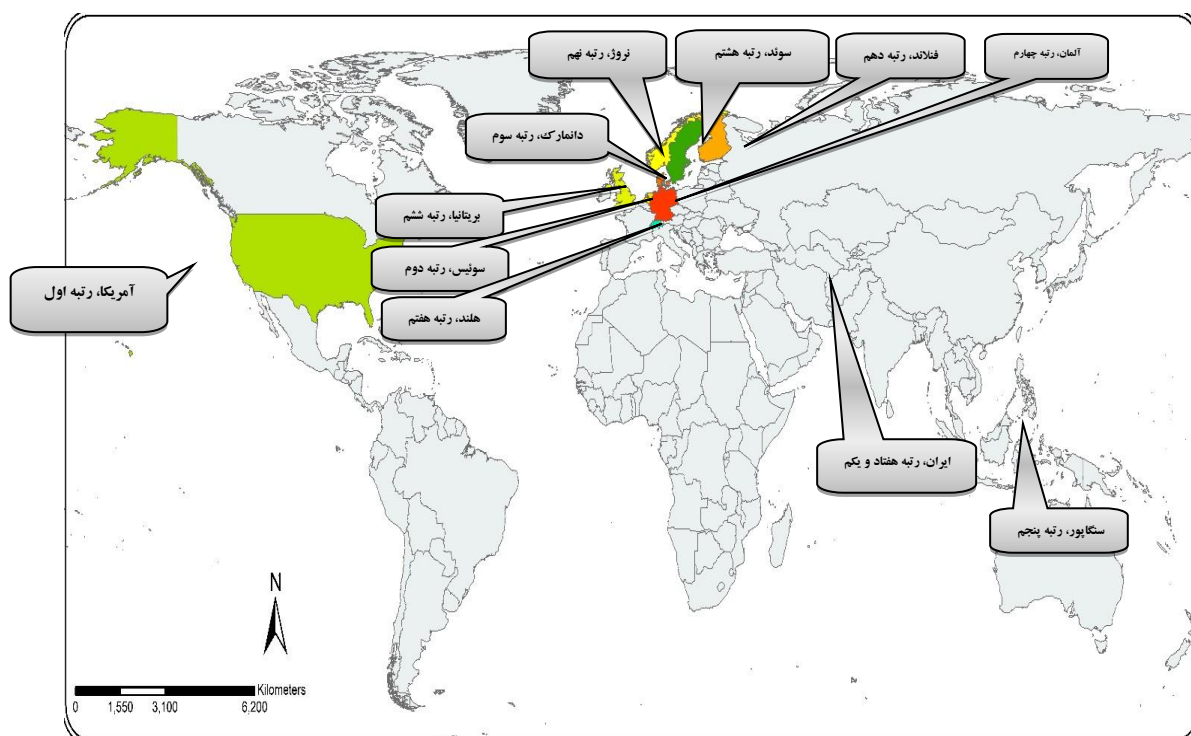 نروژ، رتبه نهم
سوئد، رتبه هشتم
فنلاند، رتبه دهم
آلمان، رتبه چهارم
دانمارک، رتبه سوم
بریتانیا، رتبه ششم
سوئیس، رتبه دوم
هلند، رتبه هفتم
آمریکا، رتبه اول
ایران، رتبه هفتاد و یکم
سنگاپور، رتبه پنجم
N
Kilometers
0 1,550 3,100 6,200